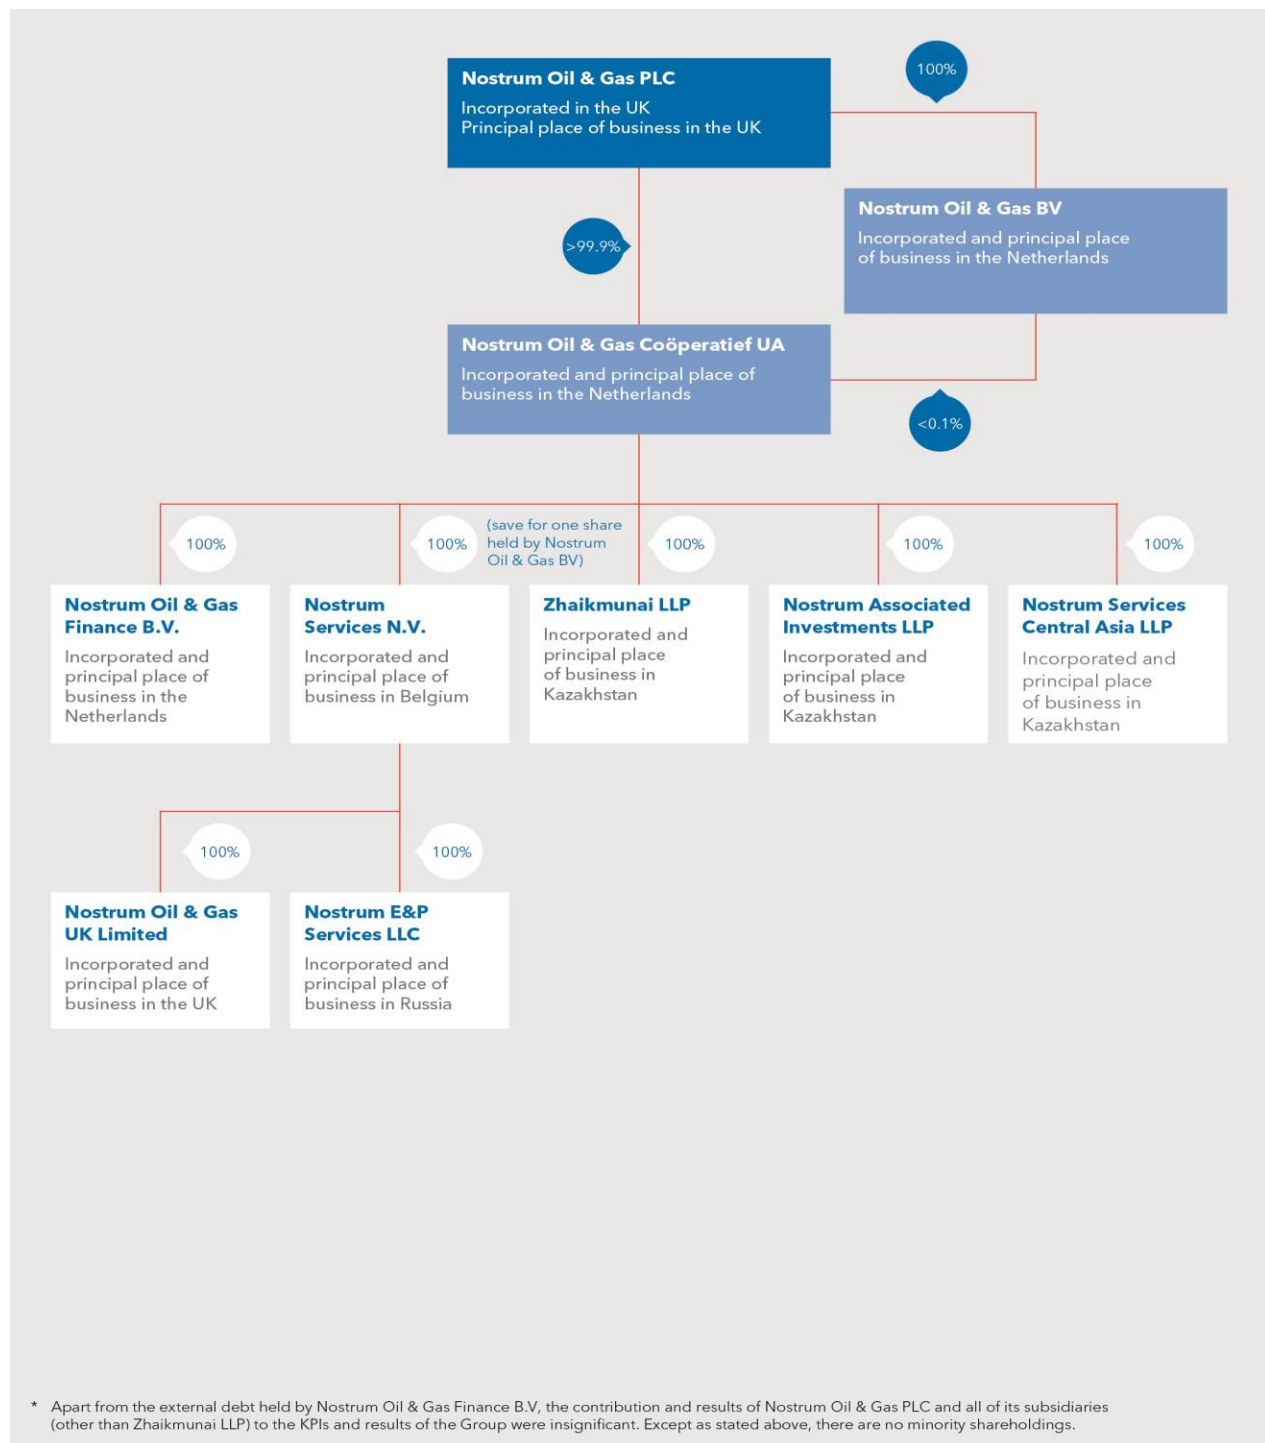 100%
Nostrum Oil & Gas PLC
Incorporated in the UK
Principal place of business in the UK
Nostrum Oil & Gas BV
Incorporated and principal place
of business in the Netherlands
>99.9%
Nostrum Oil & Gas Coöperatief UA
Incorporated and principal place of
business in the Netherlands
<0.1%
100%
100%
(save for one share
held by Nostrum
Oil & Gas BV)
100%
100%
100%
Nostrum Oil & Gas
Finance B.V.
Incorporated and
principal place of
business in the
Netherlands
Nostrum
Services N.V.
Incorporated and
principal place of
business in Belgium
Zhaikmunai LLP
Incorporated and
principal place
of business in
Kazakhstan
Nostrum Associated
Investments LLP
Incorporated and
principal place
of business in
Kazakhstan
Nostrum Services
Central Asia LLP
Incorporated and
principal place
of business in
Kazakhstan
100%
100%
Nostrum Oil & Gas
UK Limited
Incorporated and
principal place of
business in the UK
Nostrum E&P
Services LLC
Incorporated and
principal place of
business in Russia
* Apart from the external debt held by Nostrum Oil & Gas Finance B.V, the contribution and results of Nostrum Oil & Gas PLC and all of its subsidiaries
(other than Zhaikmunai LLP) to the KPIs and results of the Group were insignificant. Except as stated above, there are no minority shareholdings.